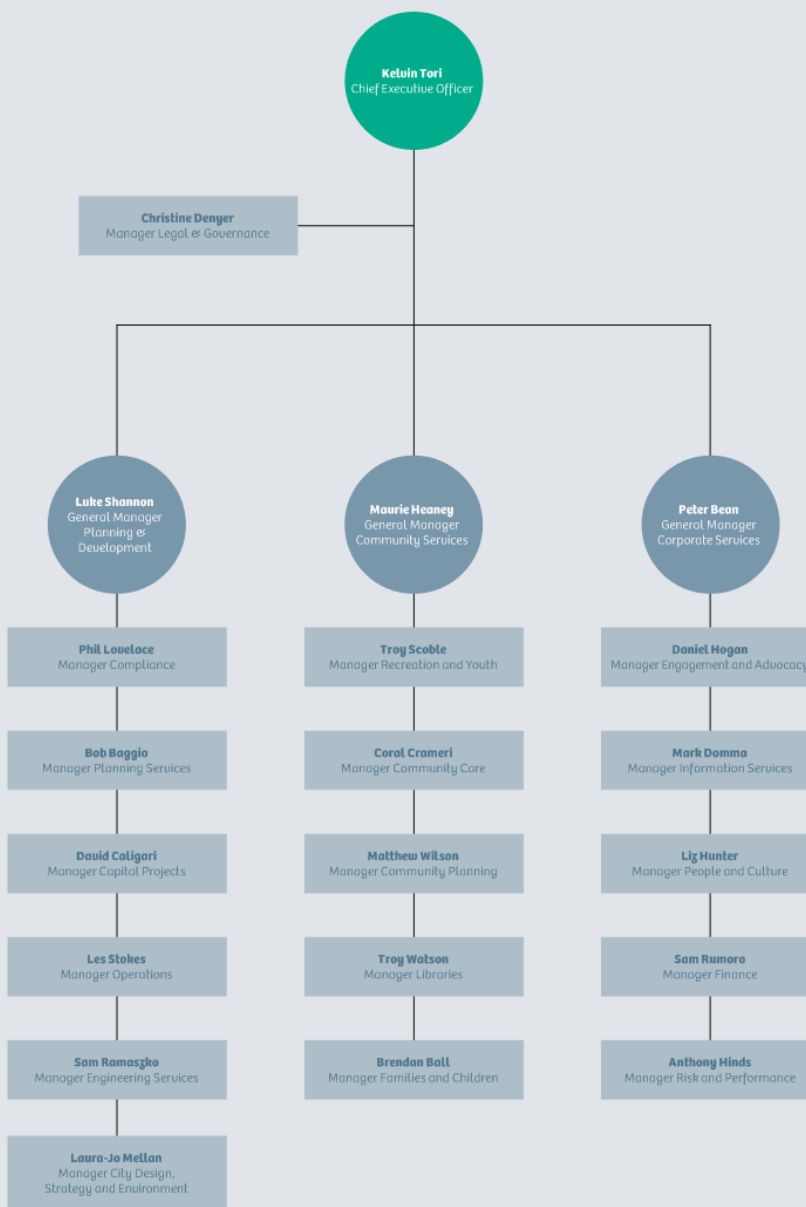 Kelvin Tori
Chief Executive Officer
Christine Denyer
Manager Legal & Governance
Luke Shannon
General Manager
Planning &
Development
Phil Lovelace
Manager Compliance
Bob Baggio
Manager Planning Services
David Caligari
Manager Capital Projects
Les Stokes
Manager Operations
Sam Ramaszko
Manager Engineering Services
Laura-Jo Mellan
Manager City Design,
Strategy and Environment
Maurie Heaney
General Manager
Community Services
Troy Scoble
Manager Recreation and Youth
Coral Crameri
Manager Community Care
Matthew Wilson
Manager Community Planning
Troy Watson
Manager Libraries
Brendan Ball
Manager Families and Children
Peter Bean
General Manager
Corporate Services
Daniel Hogan
Manager Engagement and Advocacy
Mark Domma
Manager Information Services
Liz Hunter
Manager People and Culture
Sam Rumoro
Manager Finance
Anthony Hinds
Manager Risk and Performance